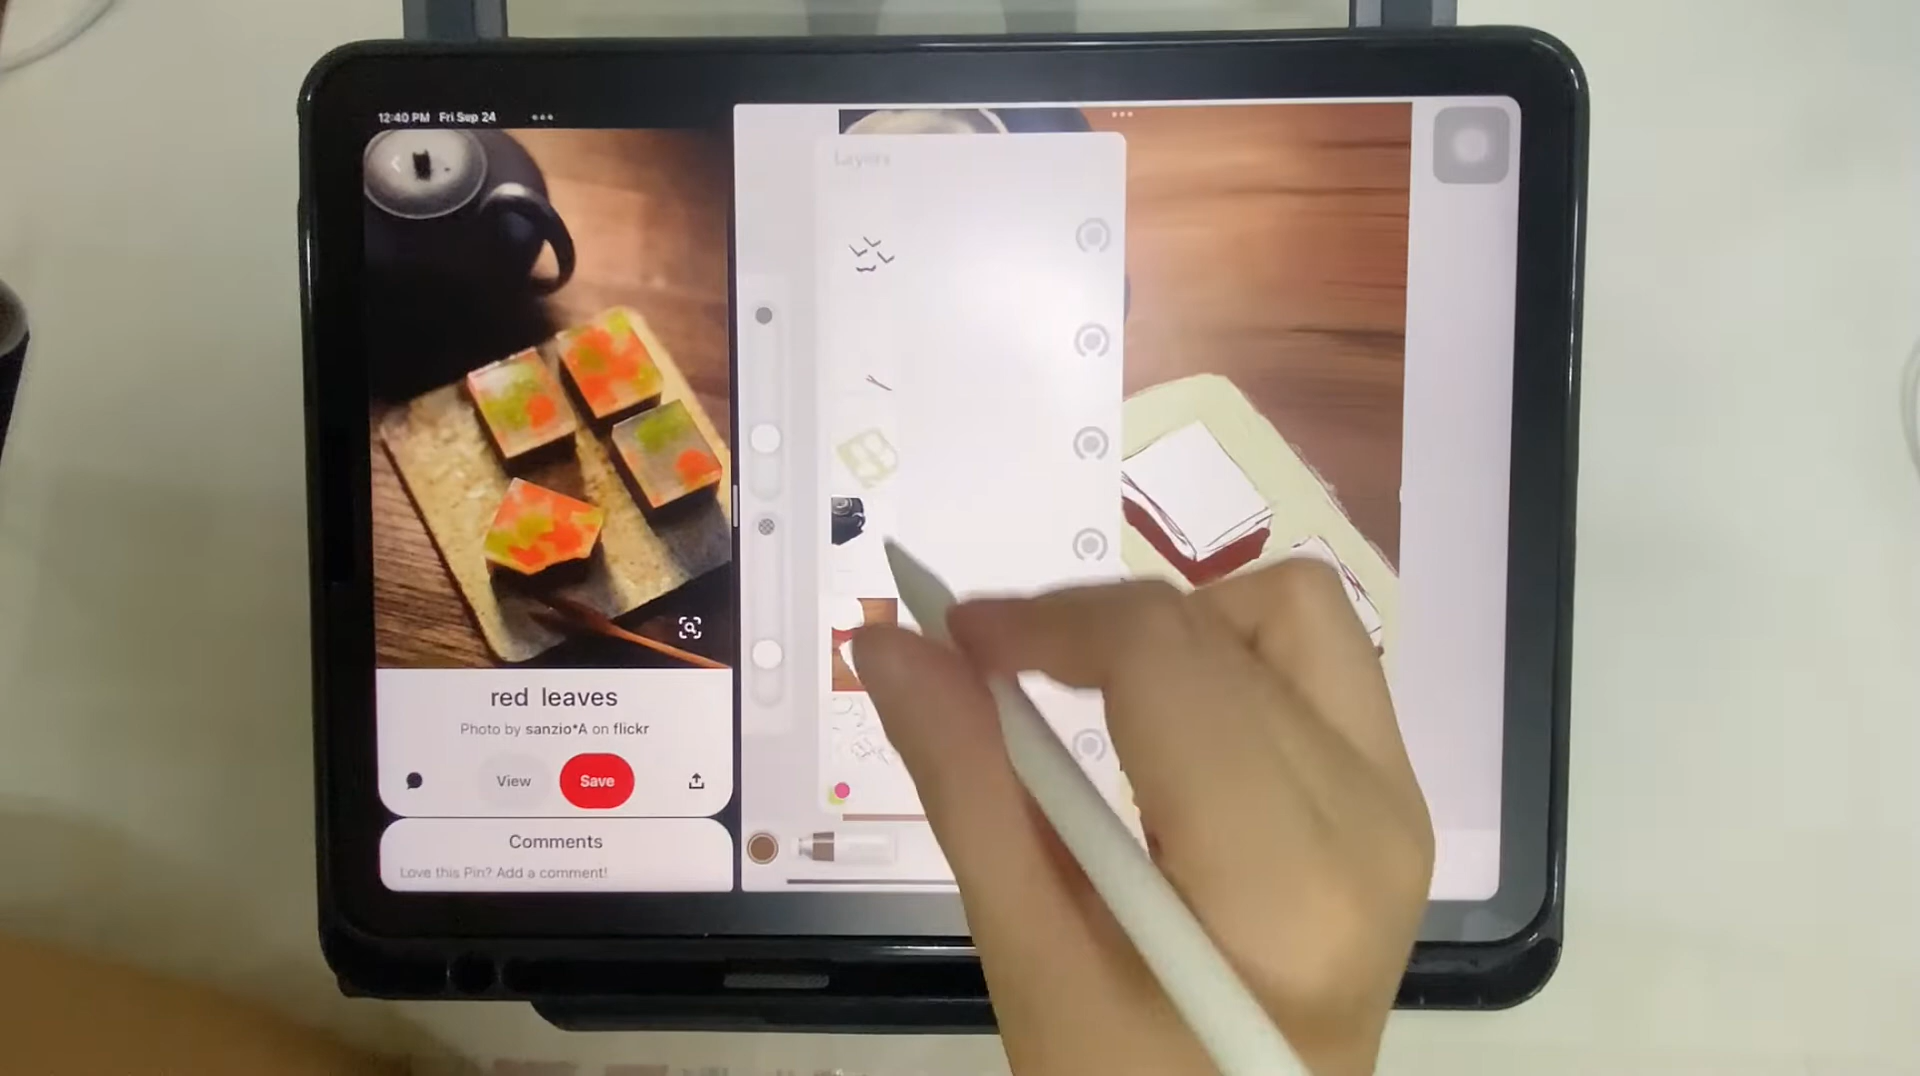 12:40 PM Fri Sep 24
Layers
red leaves
Photo by sanzio*A on flickr
View
Save
Comments
Love this Pin? Add a comment!